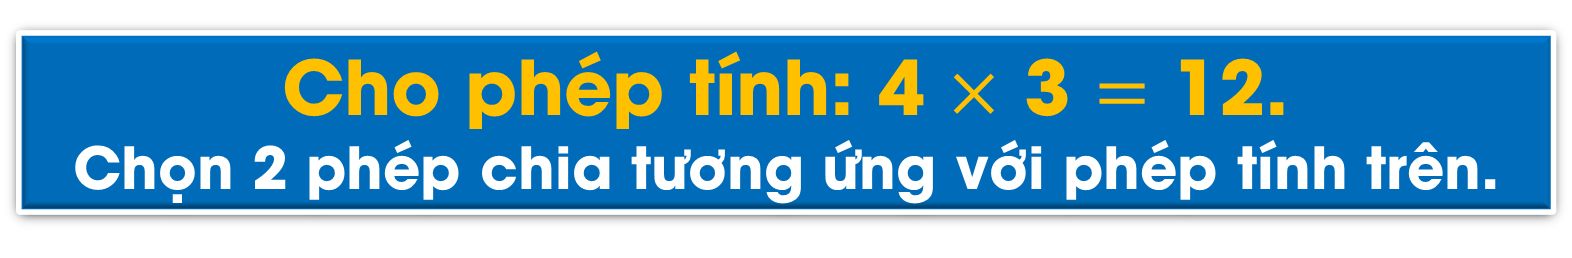 Cho phép tính: 4 × 3 = 12.
Chọn 2 phép chia tương ứng với phép tính trên.